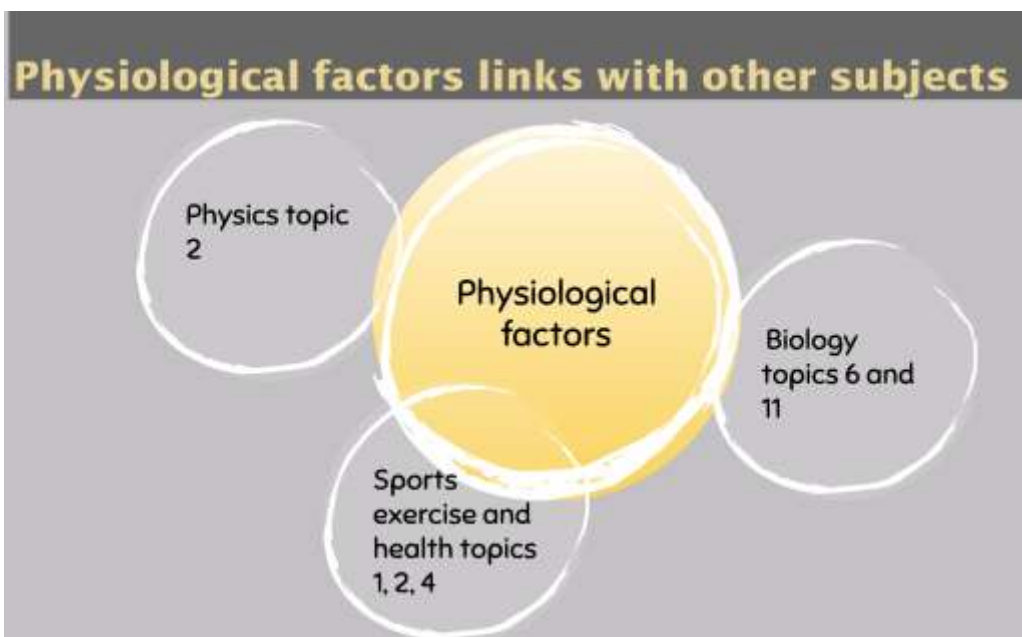 Physiological factors links with other subjects
Physics topic
2
Physiological
factors
Biology
topics 6 and
11
Sports
exercise and
health topics
1, 2, 4